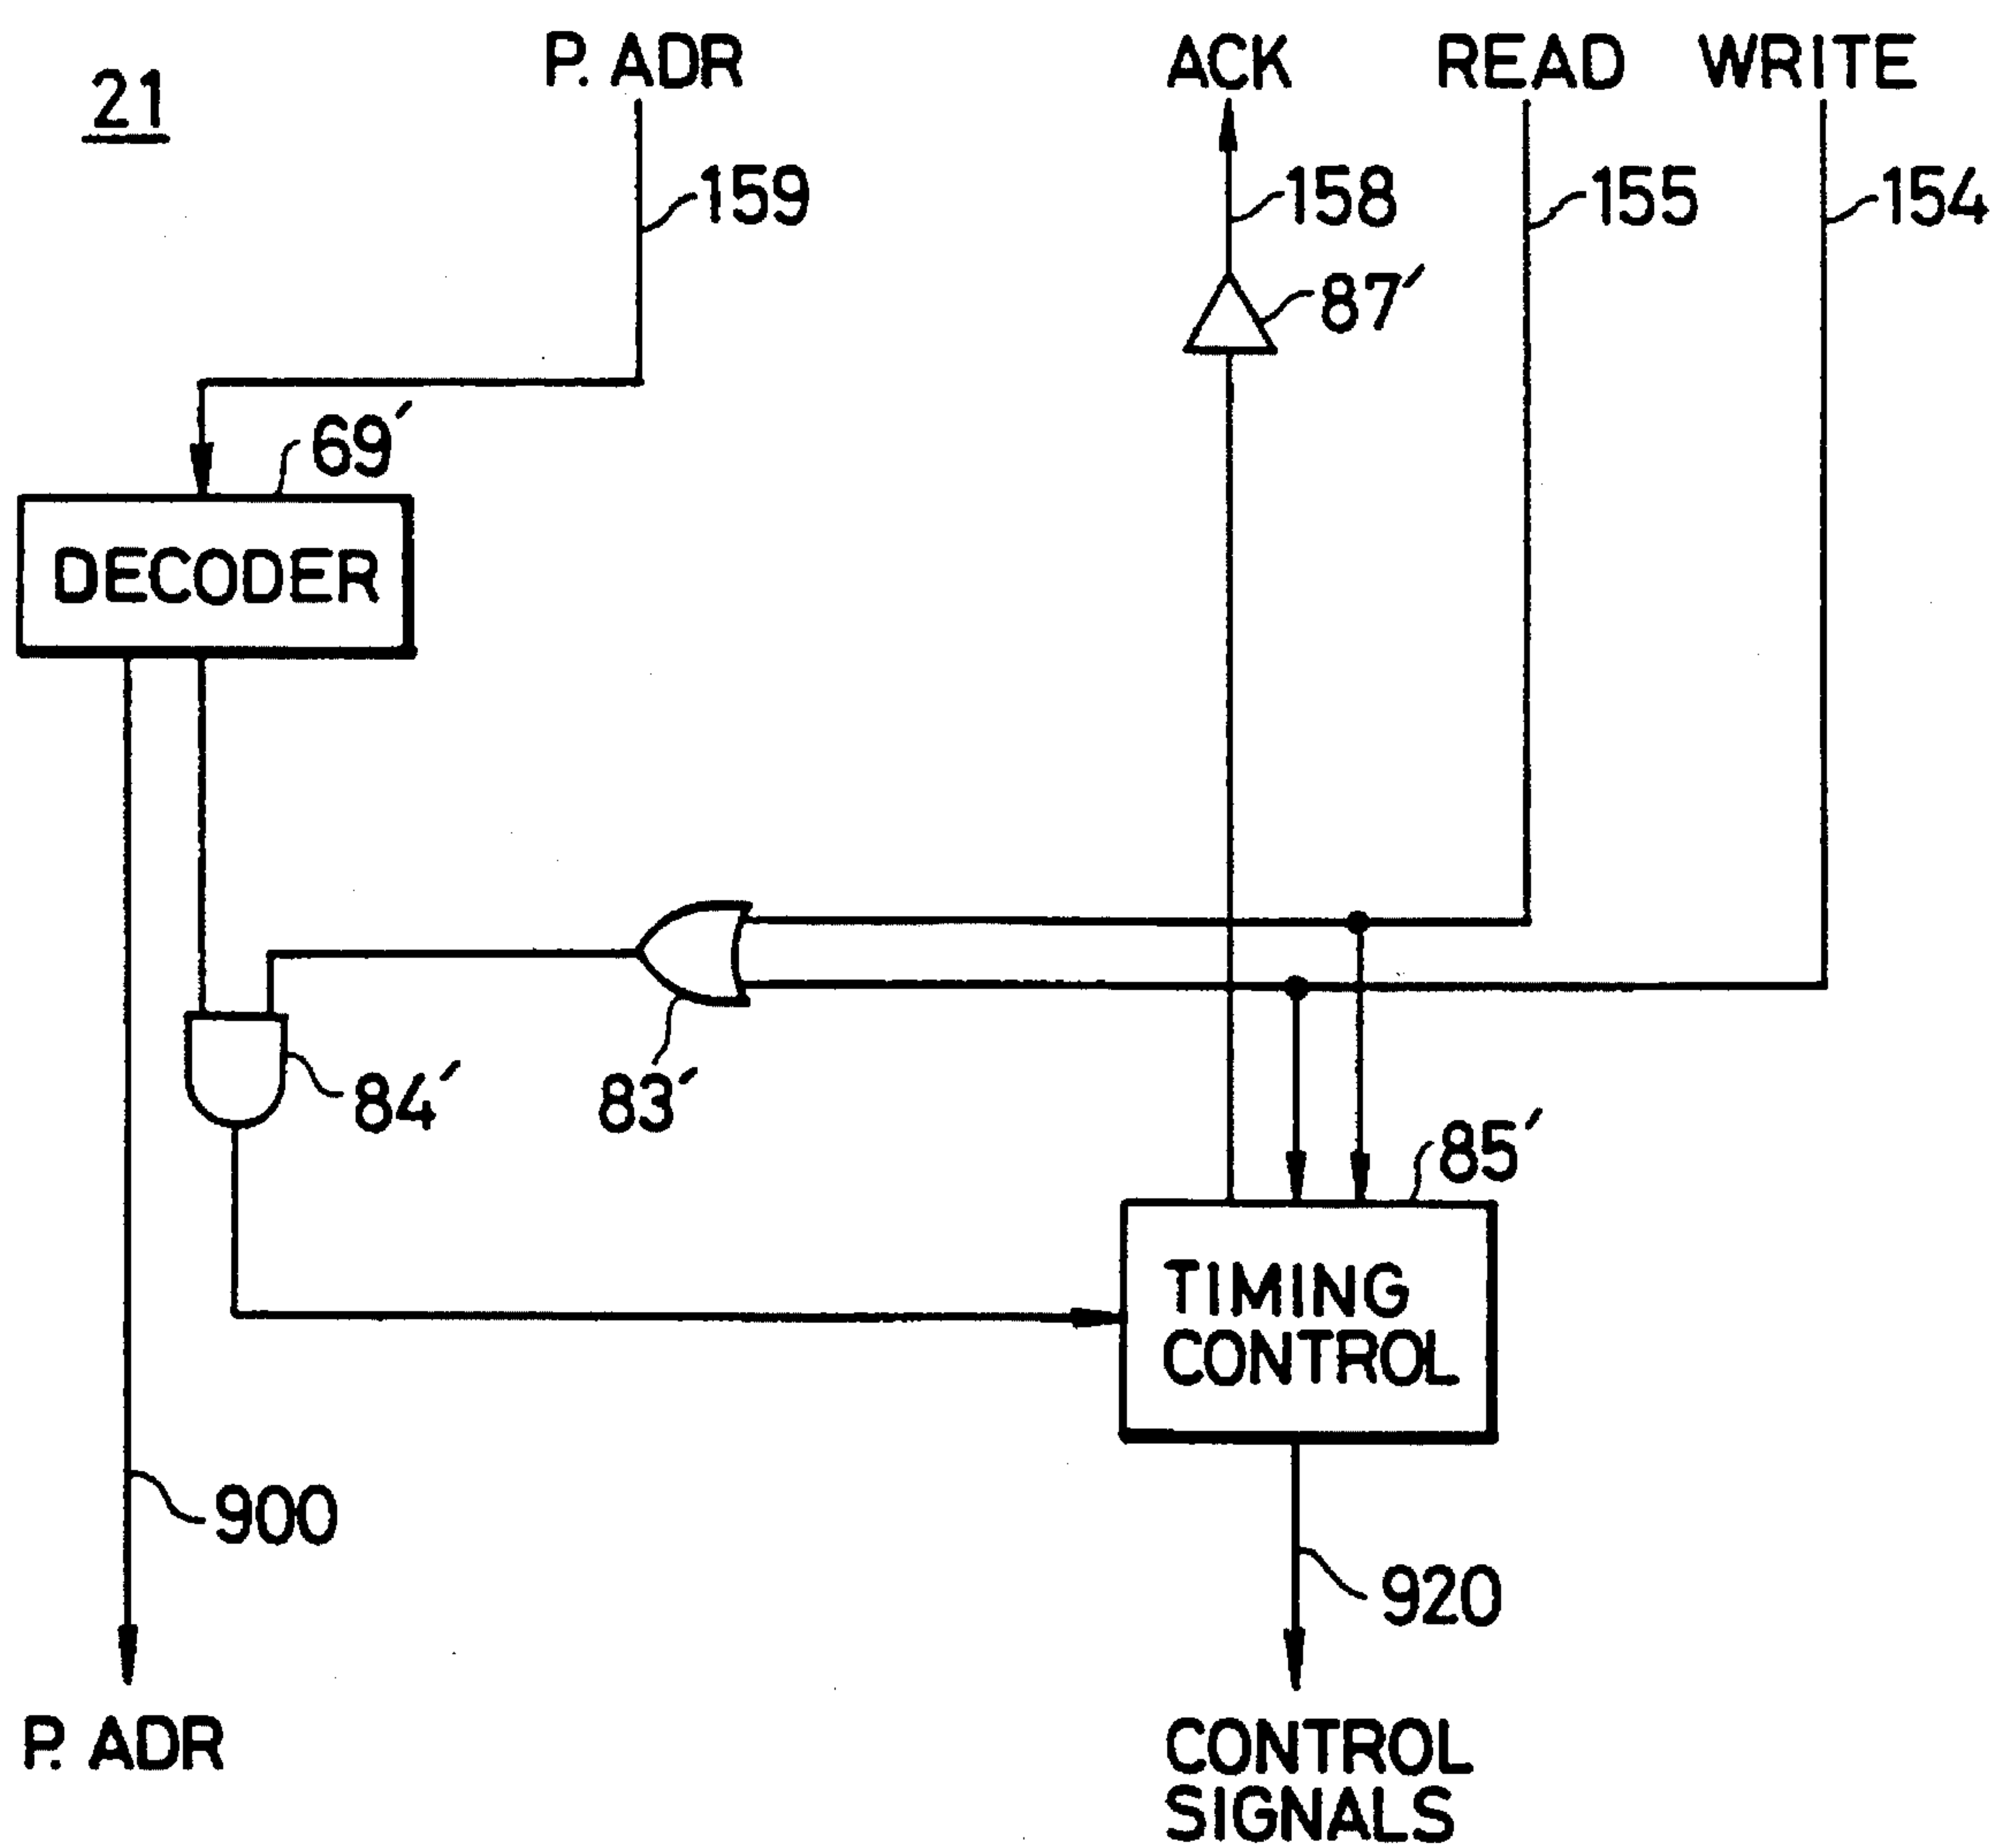 21
P. ADR
ACK
READ
WRITE
159
158
155
154
87′
69′
DECODER
84′
83′
85′
TIMING
CONTROL
900
920
P. ADR
CONTROL
SIGNALS